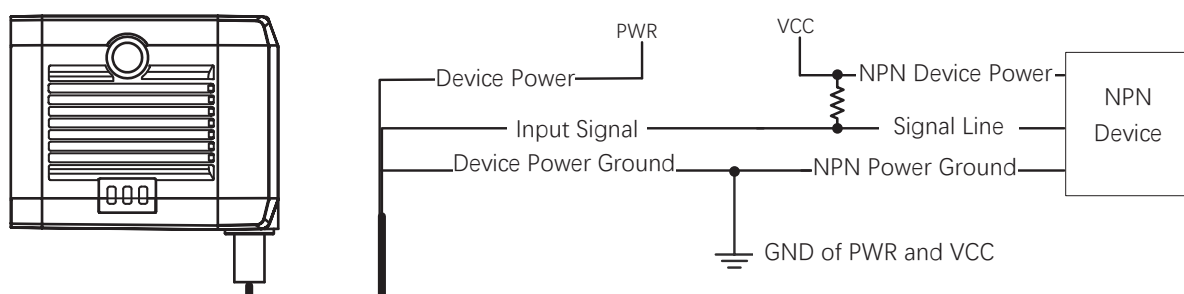 PWR
VCC
Device Power
NPN Device Power
NPN
Device
Input Signal
Signal Line
Device Power Ground
NPN Power Ground
GND of PWR and VCC